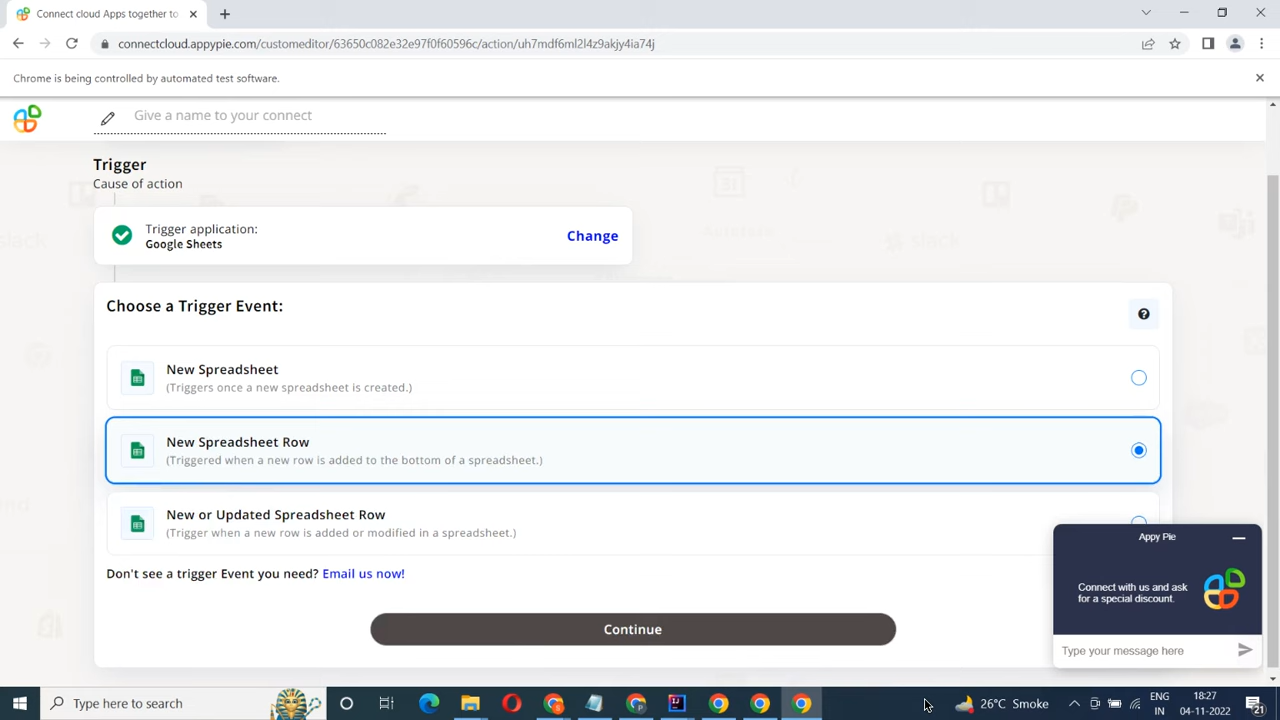 Connect cloud Apps together to
connectcloud.appypie.com/customeditor/63650c082e32e97f0f60596c/action/uh7mdf6ml2l4z9akjy4ia74j
Chrome is being controlled by automated test software.
Give a name to your connect
Trigger
Cause of action
Trigger application:
Google Sheets
Change
slack
Choose a Trigger Event:
New Spreadsheet
(Triggers once a new spreadsheet is created.)
New Spreadsheet Row
(Triggered when a new row is added to the bottom of a spreadsheet.)
New or Updated Spreadsheet Row
(Trigger when a new row is added or modified in a spreadsheet.)
Don't see a trigger Event you need? Email us now!
Continue
Appy Pie
Connect with us and ask
for a special discount.
Type your message here
Type here to search
26°C Smoke
ENG
IN
18:27
04-11-2022
21